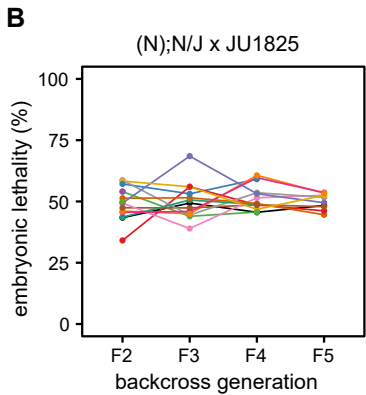 B
(N);N/J x JU1825
embryonic lethality (%)
100
75
50
25
0
F2 F3 F4 F5
backcross generation